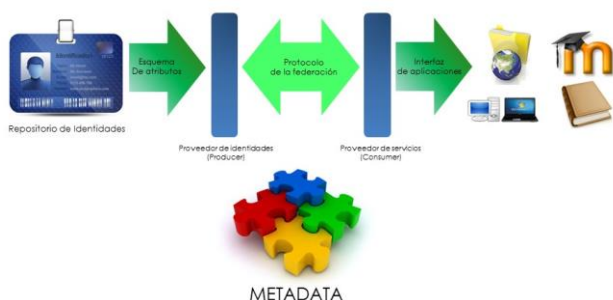 Repositorio de Identidades
Esquema
De atributos
Proveedor de identidades
(Producer)
Protocolo
de la federación
Proveedor de servicios
(Consumer)
Interfaz
de aplicaciones
m
METADATA